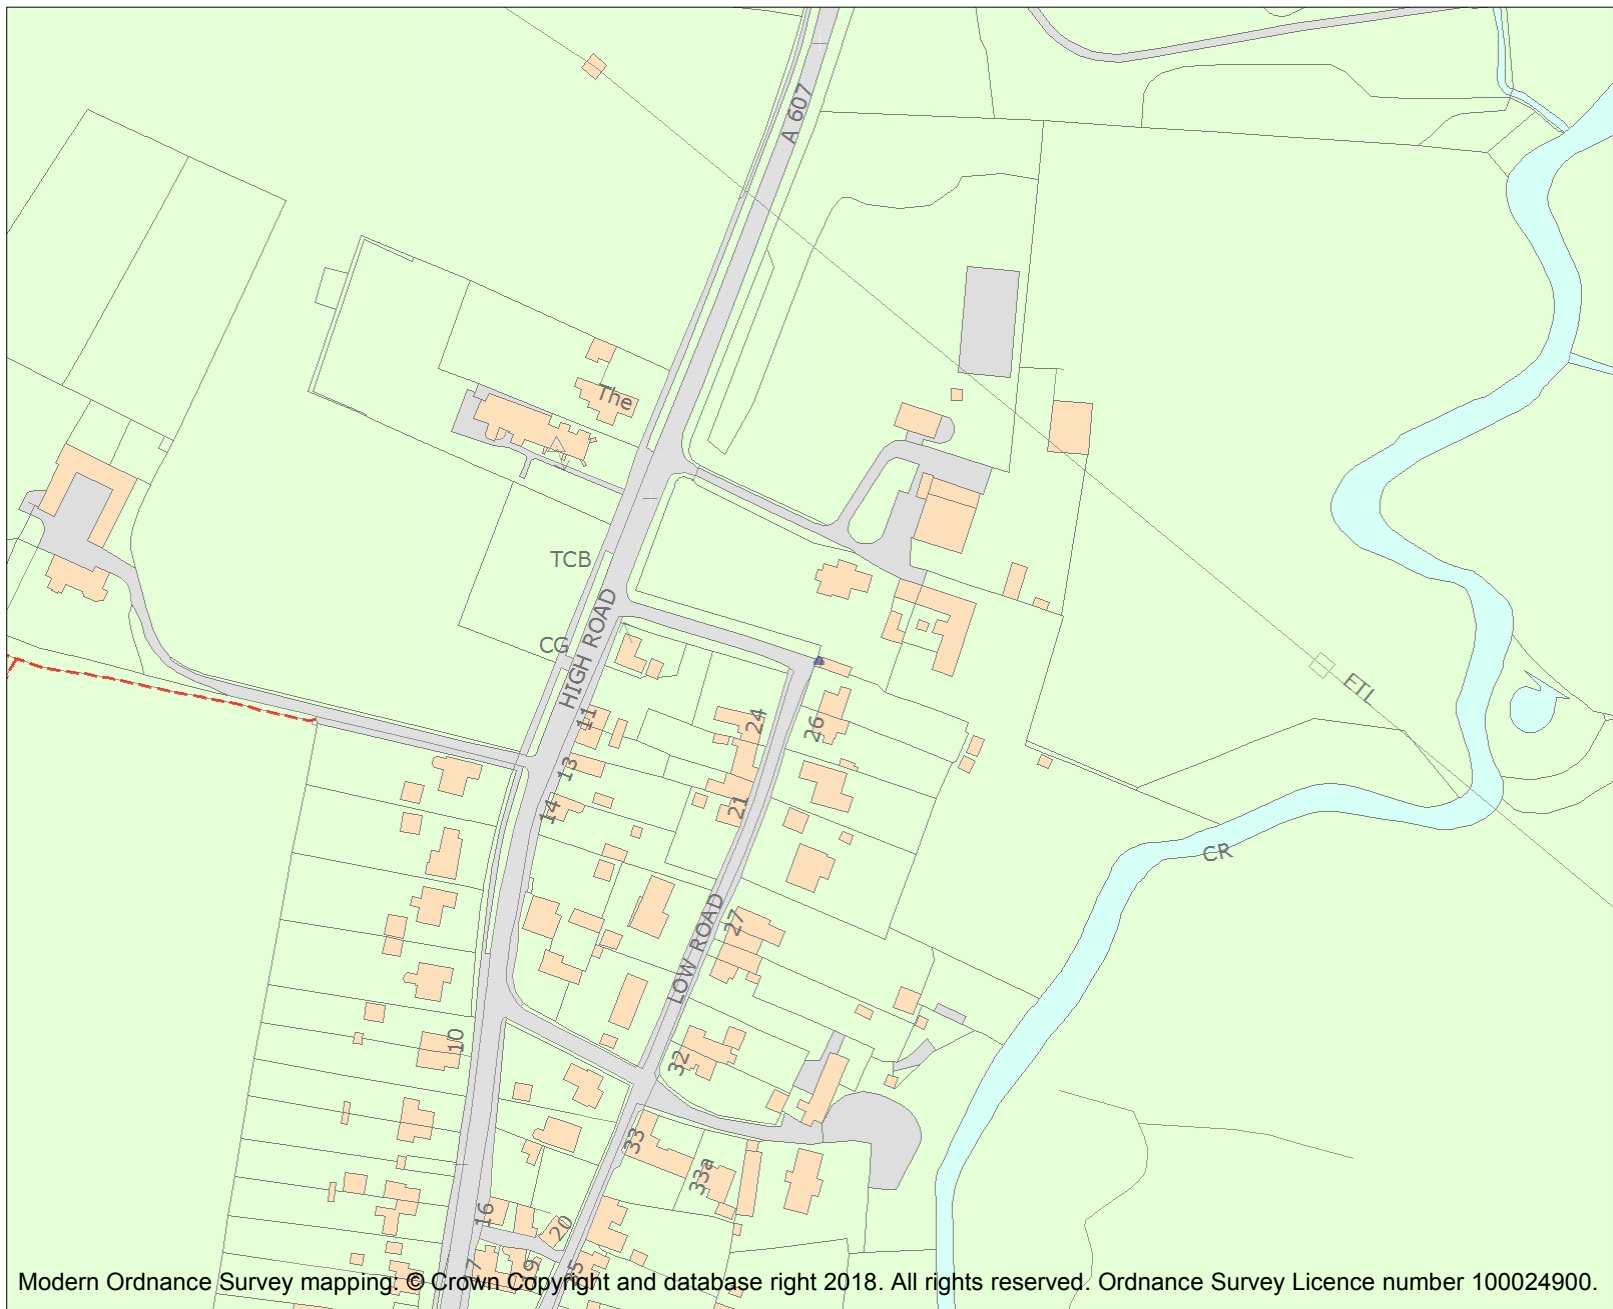 A 607
The
TCB
CG
HIGH ROAD
11
13
14
24
26
21
ETL
CR
27
LOW ROAD
10
32
33
33a
16
20
19
Modern Ordnance Survey mapping: © Crown Copyright and database right 2018. All rights reserved. Ordnance Survey Licence number 100024900.